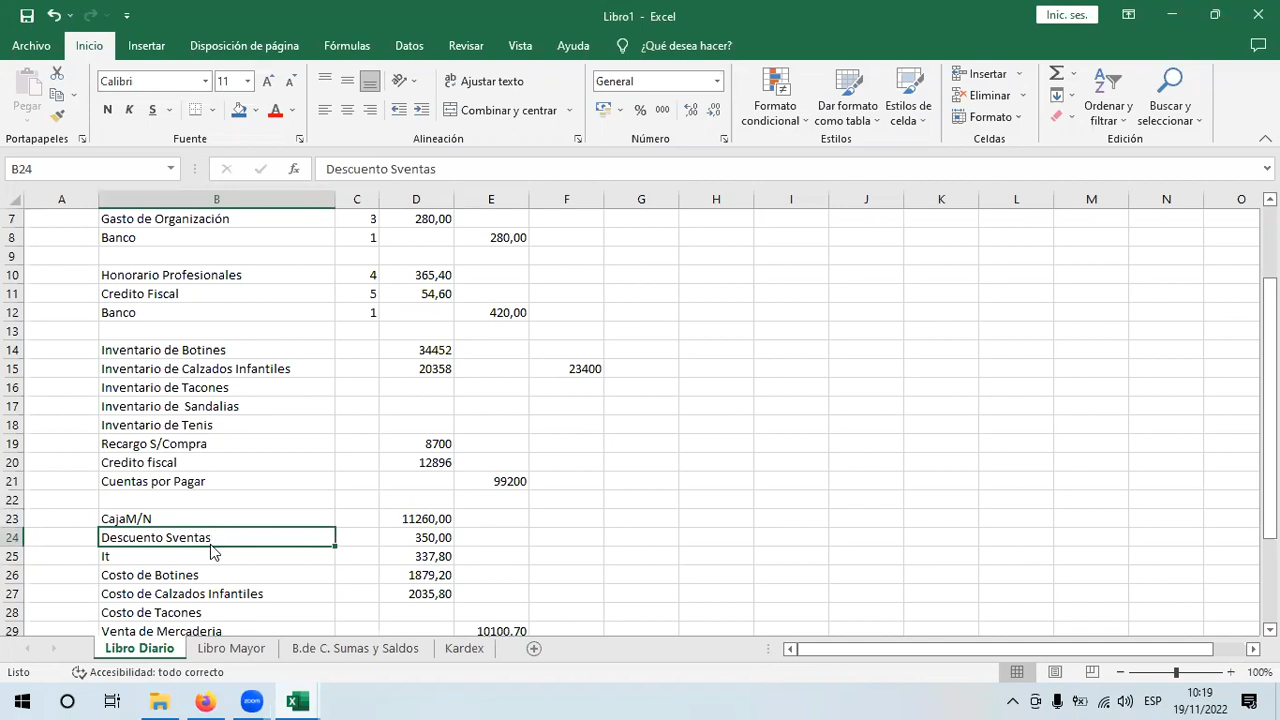 Libro1 - Excel
Inic. ses.
Archivo Inicio Insertar Disposición de página Fórmulas Datos Revisar Vista Ayuda ¿Qué desea hacer?
Pegar
Calibri 11
N K S
Ajustar texto
Combinar y centrar
General
% 000
Formato condicional
Dar formato como tabla
Estilos de celda
Insertar
Eliminar
Formato
Ordenar y filtrar
Buscar y seleccionar
Portapapeles Fuente Alineación Número Estilos Celdas Edición
B24 fx Descuento Sventas
A B C D E F G H I J K L M N O
7 Gasto de Organización 3 280,00
8 Banco 1 280,00
9
10 Honorario Profesionales 4 365,40
11 Credito Fiscal 5 54,60
12 Banco 1 420,00
13
14 Inventario de Botines 34452
15 Inventario de Calzados Infantiles 20358 23400
16 Inventario de Tacones
17 Inventario de  Sandalias
18 Inventario de Tenis
19 Recargo S/Compra 8700
20 Credito fiscal 12896
21 Cuentas por Pagar 99200
22
23 CajaM/N 11260,00
24 Descuento Sventas 350,00
25 It 337,80
26 Costo de Botines 1879,20
27 Costo de Calzados Infantiles 2035,80
28 Costo de Tacones
29 Venta de Mercaderia 10100,70
Libro Diario Libro Mayor B.de C. Sumas y Saldos Kardex
Listo Accesibilidad: todo correcto 100%
zoom
ESP
10:19
19/11/2022